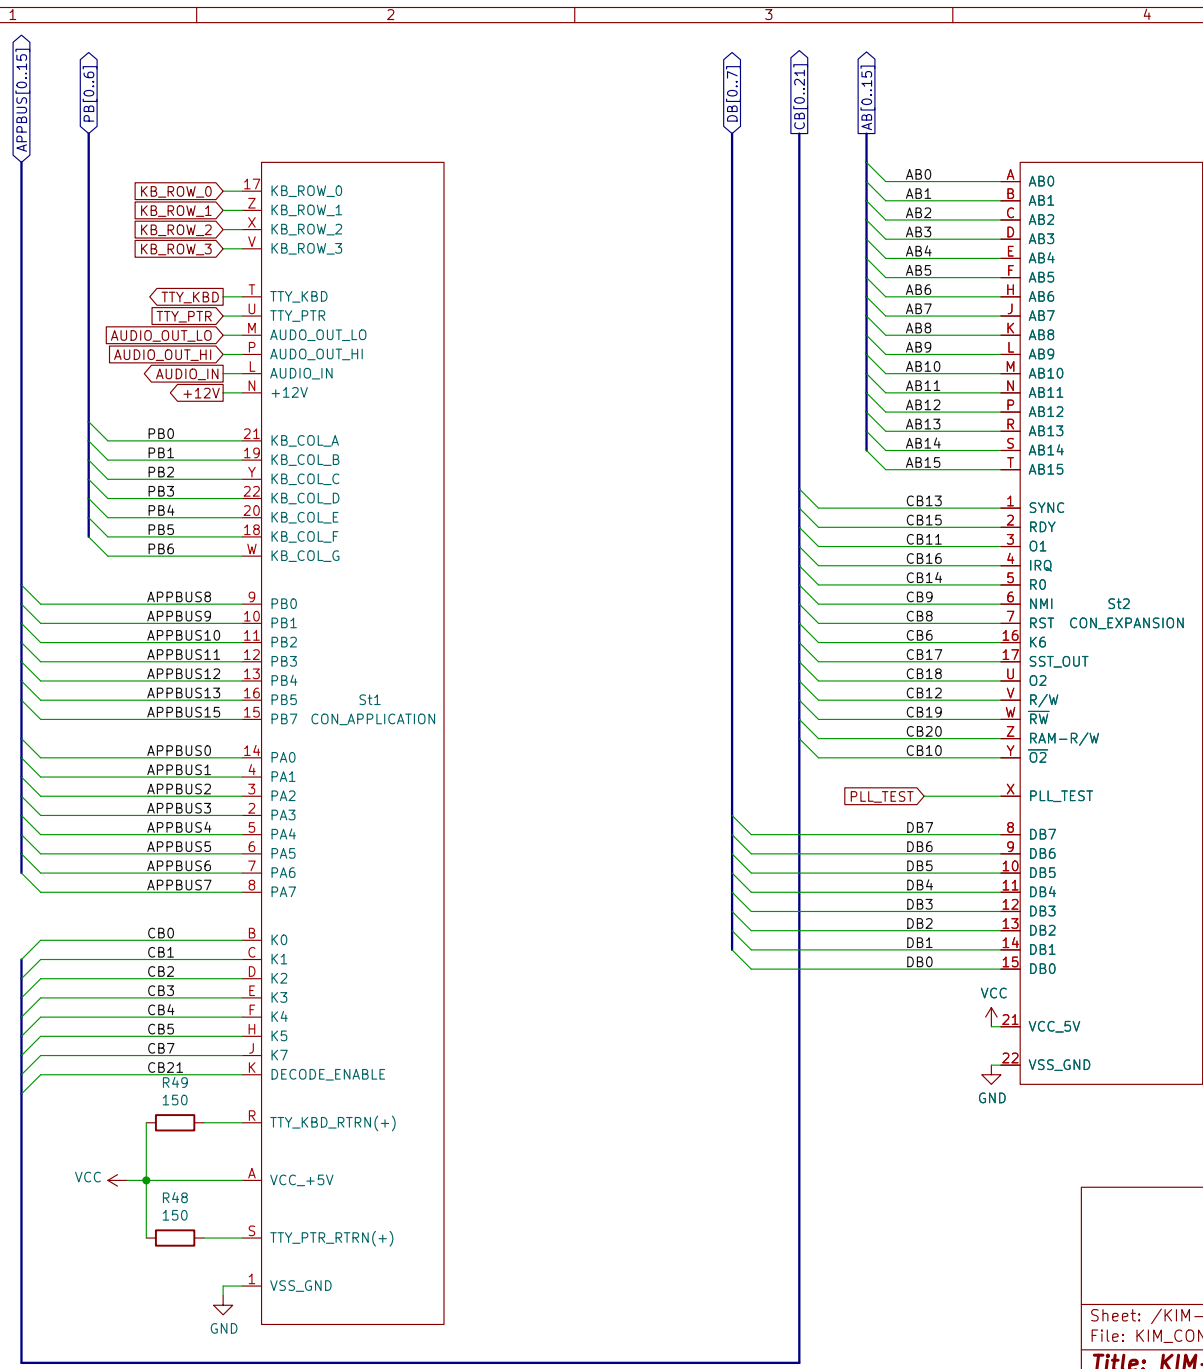 1 2 3 4
APPBUS[0..15]
PB[0..6]
DB[0..7]
CB[0..21]
AB[0..15]
KB_ROW_0 17 KB_ROW_0
KB_ROW_1 Z KB_ROW_1
KB_ROW_2 X KB_ROW_2
KB_ROW_3 V KB_ROW_3
TTY_KBD T TTY_KBD
TTY_PTR U TTY_PTR
AUDIO_OUT_LO M AUDO_OUT_LO
AUDIO_OUT_HI P AUDO_OUT_HI
AUDIO_IN L AUDIO_IN
+12V N +12V
PB0 21 KB_COL_A
PB1 19 KB_COL_B
PB2 Y KB_COL_C
PB3 22 KB_COL_D
PB4 20 KB_COL_E
PB5 18 KB_COL_F
PB6 W KB_COL_G
APPBUS8 9 PB0
APPBUS9 10 PB1
APPBUS10 11 PB2
APPBUS11 12 PB3
APPBUS12 13 PB4
APPBUS13 16 PB5
APPBUS15 15 PB7
St1
CON_APPLICATION
APPBUS0 14 PA0
APPBUS1 4 PA1
APPBUS2 3 PA2
APPBUS3 2 PA3
APPBUS4 5 PA4
APPBUS5 6 PA5
APPBUS6 7 PA6
APPBUS7 8 PA7
CB0 B K0
CB1 C K1
CB2 D K2
CB3 E K3
CB4 F K4
CB5 H K5
CB7 J K7
CB21 K DECODE_ENABLE
R49
150
R TTY_KBD_RTRN(+)
VCC A VCC_+5V
R48
150
S TTY_PTR_RTRN(+)
1 VSS_GND
GND
AB0 A AB0
AB1 B AB1
AB2 C AB2
AB3 D AB3
AB4 E AB4
AB5 F AB5
AB6 H AB6
AB7 J AB7
AB8 K AB8
AB9 L AB9
AB10 M AB10
AB11 N AB11
AB12 P AB12
AB13 R AB13
AB14 S AB14
AB15 T AB15
CB13 1 SYNC
CB15 2 RDY
CB11 3 O1
CB16 4 IRQ
CB14 5 R0
CB9 6 NMI
CB8 7 RST
CB6 16 K6
CB17 17 SST_OUT
CB18 U O2
CB12 V R/W
CB19 W RW
CB20 Z RAM-R/W
CB10 Y O2
St2
CON_EXPANSION
PLL_TEST X PLL_TEST
DB7 8 DB7
DB6 9 DB6
DB5 10 DB5
DB4 11 DB4
DB3 12 DB3
DB2 13 DB2
DB1 14 DB1
DB0 15 DB0
VCC
21 VCC_5V
22 VSS_GND
GND
Sheet: /KIM-
File: KIM_CON
Title: KIM-